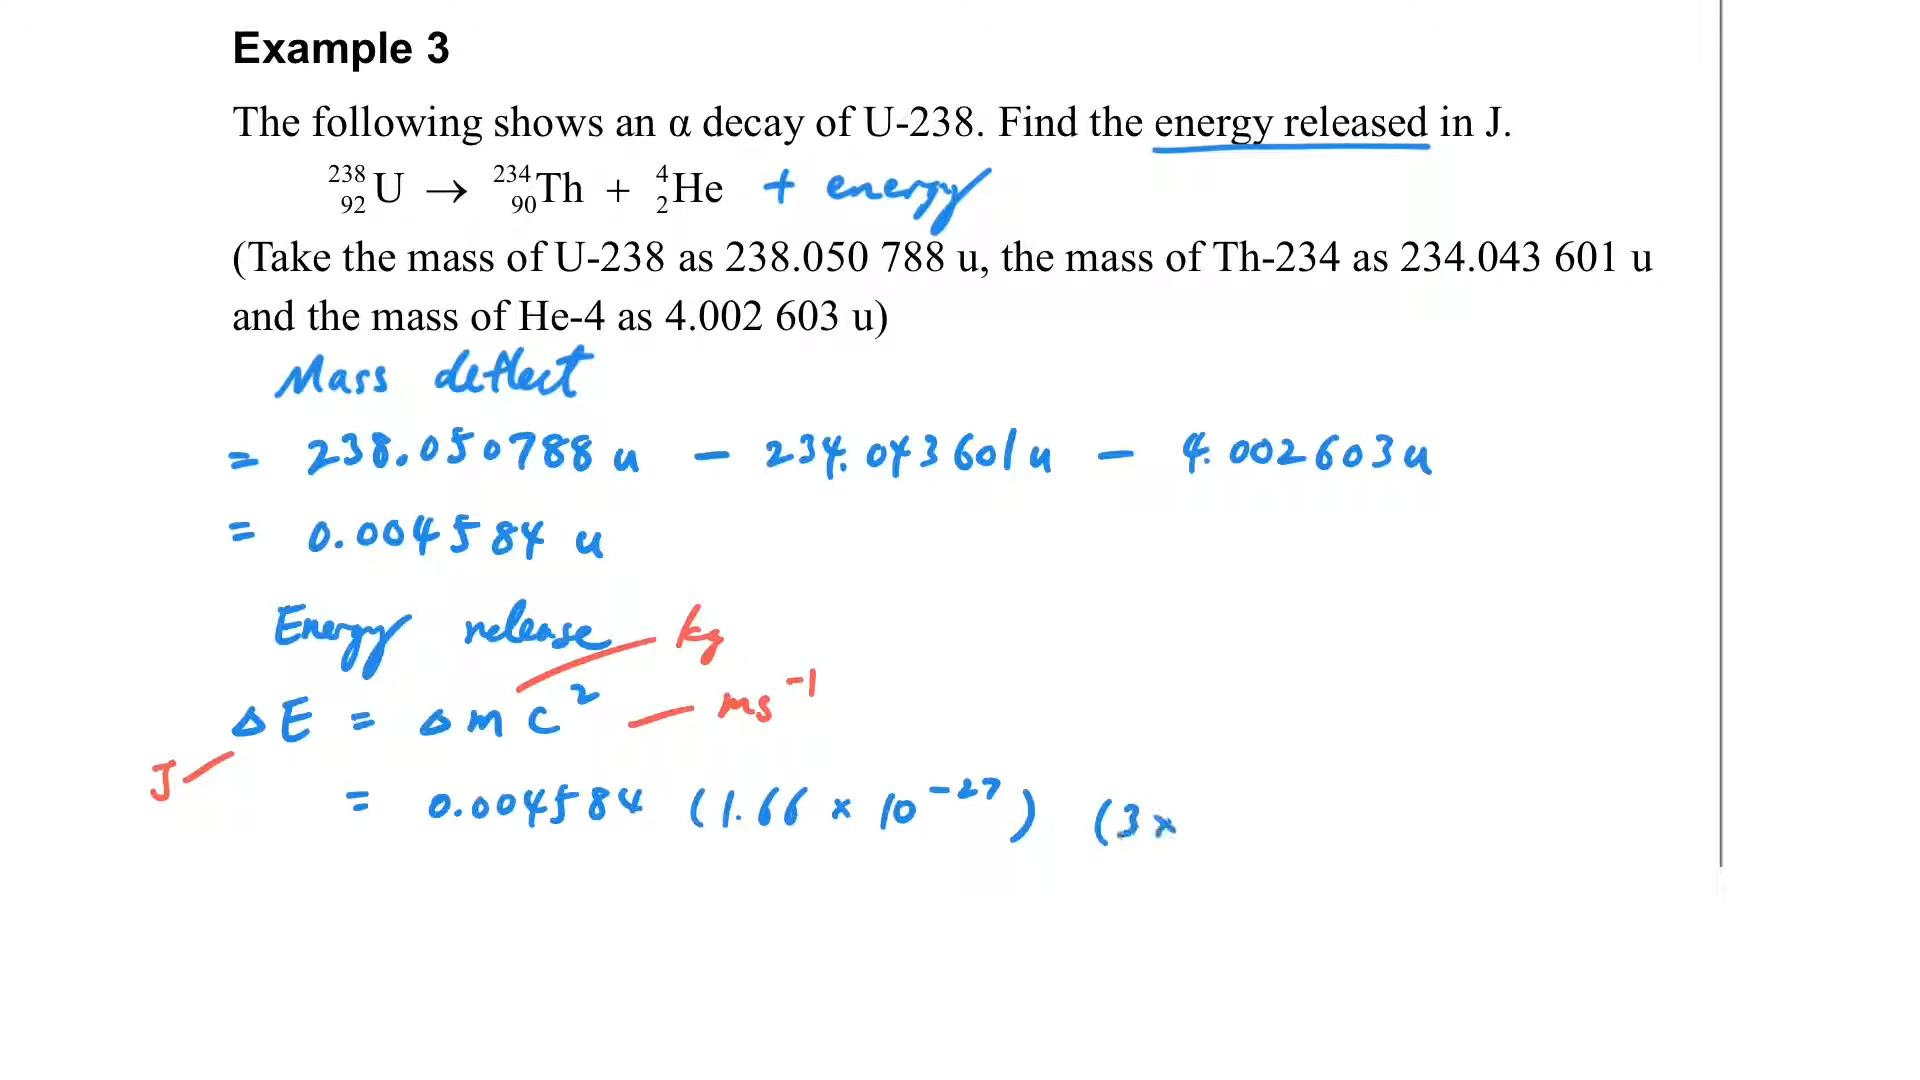 Example 3
The following shows an α decay of U-238. Find the energy released in J.
²³⁸₉₂U → ²³⁴₉₀Th + ⁴₂He + energy
(Take the mass of U-238 as 238.050 788 u, the mass of Th-234 as 234.043 601 u
and the mass of He-4 as 4.002 603 u)
Mass deflect
= 238.050788 u − 234.043601 u − 4.002603 u
= 0.004584 u
Energy release
kg
ΔE = Δmc²
ms⁻¹
J
= 0.004584 (1.66 × 10⁻²⁷) (3 ×